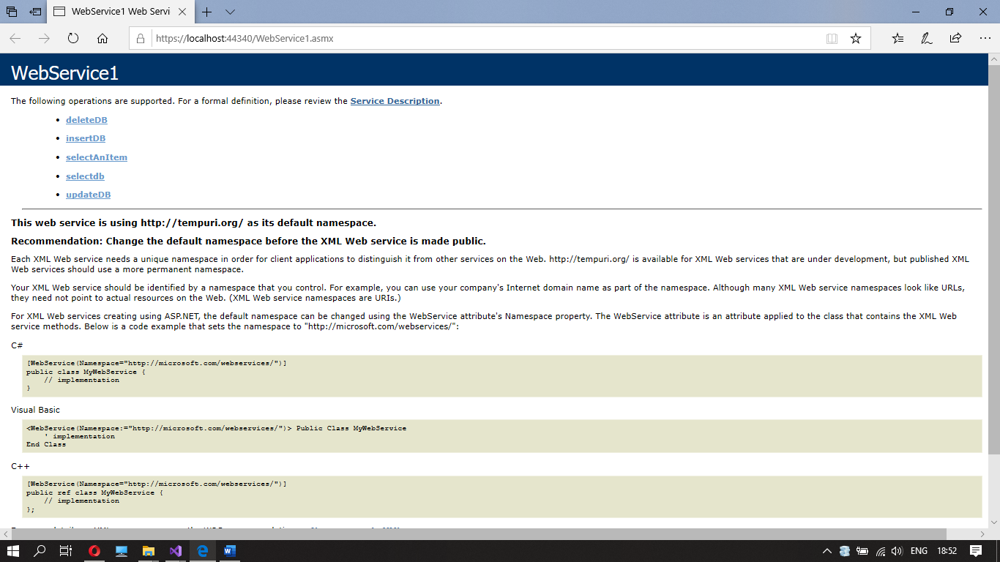 WebService1 Web Servi
https://localhost:44340/WebService1.asmx
WebService1
The following operations are supported. For a formal definition, please review the Service Description.
deleteDB
insertDB
selectAnItem
selectdb
updateDB
This web service is using http://tempuri.org/ as its default namespace.
Recommendation: Change the default namespace before the XML Web service is made public.
Each XML Web service needs a unique namespace in order for client applications to distinguish it from other services on the Web. http://tempuri.org/ is available for XML Web services that are under development, but published XML
Web services should use a more permanent namespace.
Your XML Web service should be identified by a namespace that you control. For example, you can use your company's Internet domain name as part of the namespace. Although many XML Web service namespaces look like URLs,
they need not point to actual resources on the Web. (XML Web service namespaces are URIs.)
For XML Web services creating using ASP.NET, the default namespace can be changed using the WebService attribute's Namespace property. The WebService attribute is an attribute applied to the class that contains the XML Web
service methods. Below is a code example that sets the namespace to "http://microsoft.com/webservices/":
C#
[WebService(Namespace="http://microsoft.com/webservices/")]
public class MyWebService {
// implementation
}
Visual Basic
<WebService(Namespace:="http://microsoft.com/webservices/")> Public Class MyWebService
' implementation
End Class
C++
[WebService(Namespace="http://microsoft.com/webservices/")]
public ref class MyWebService {
// implementation
};
ENG
18:52